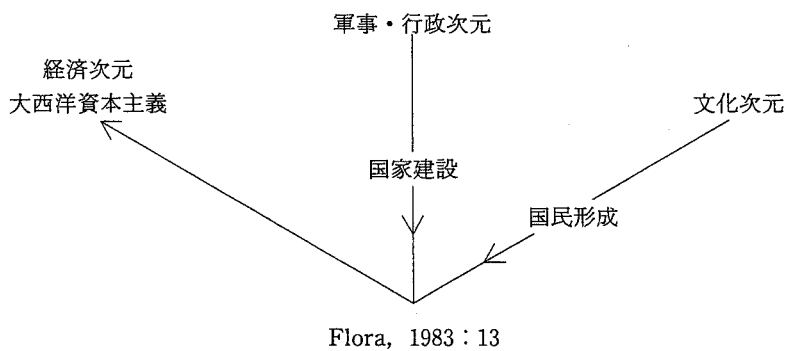 軍事・行政次元
経済次元
大西洋資本主義
文化次元
国家建設
国民形成
Flora, 1983：13